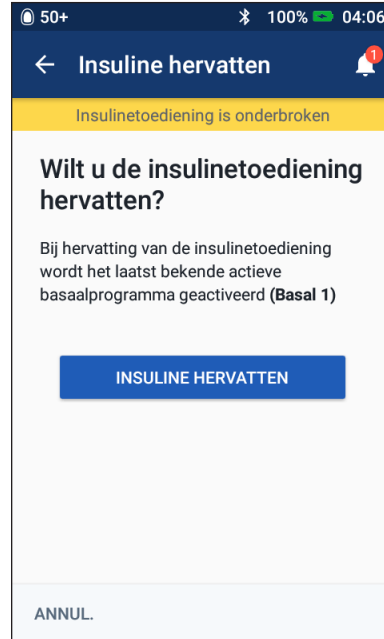 50+ 100% 04:06
Insuline hervatten 1
Insulinetoediening is onderbroken
Wilt u de insulinetoediening
hervatten?
Bij hervatting van de insulinetoediening
wordt het laatst bekende actieve
basaalprogramma geactiveerd (Basal 1)
INSULINE HERVATTEN
ANNUL.